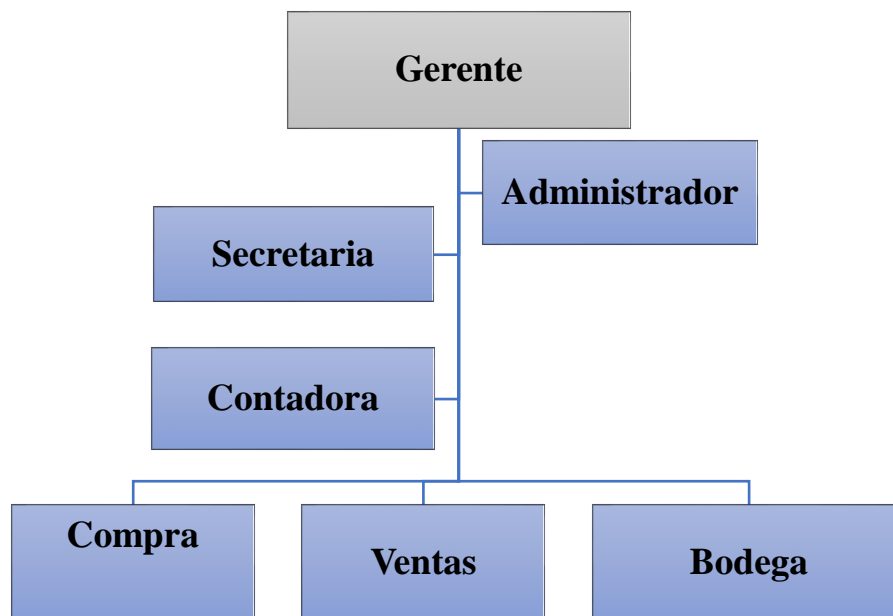 Gerente
Administrador
Secretaria
Contadora
Compra
Ventas
Bodega